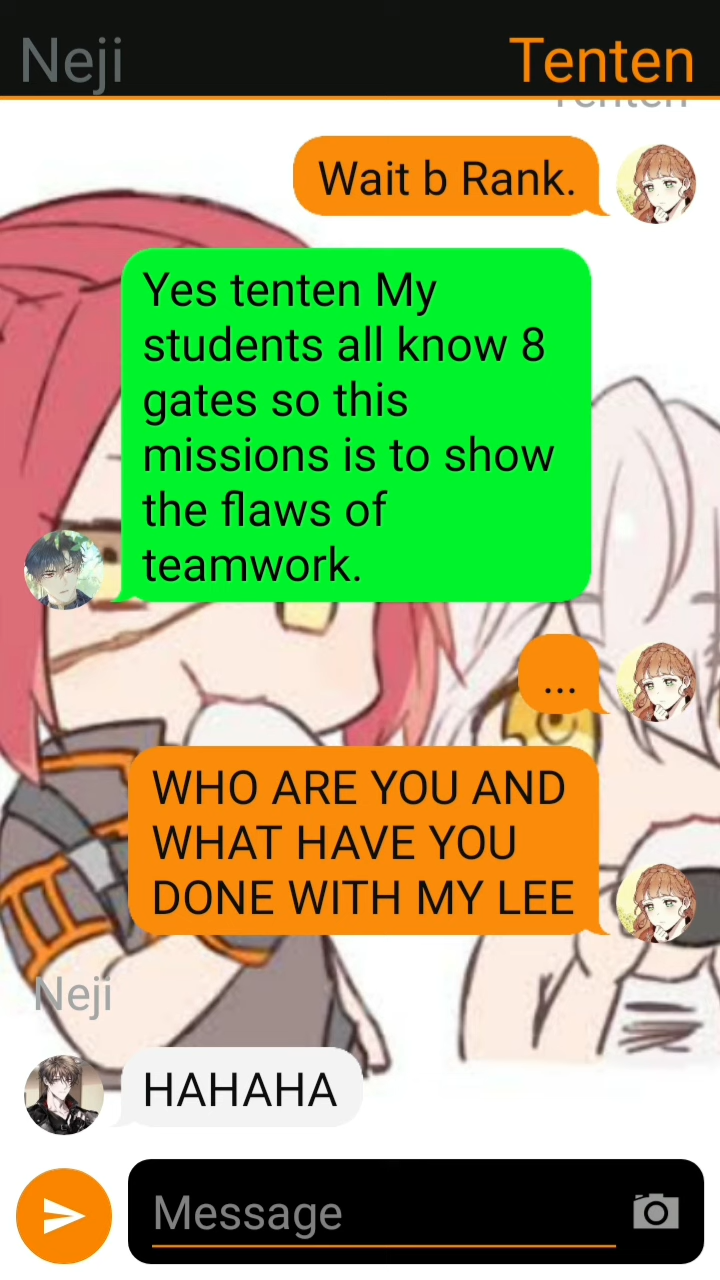 Neji
Tenten
Tenten
Wait b Rank.
Yes tenten My
students all know 8
gates so this
missions is to show
the flaws of
teamwork.
...
WHO ARE YOU AND
WHAT HAVE YOU
DONE WITH MY LEE
Neji
HAHAHA
Message